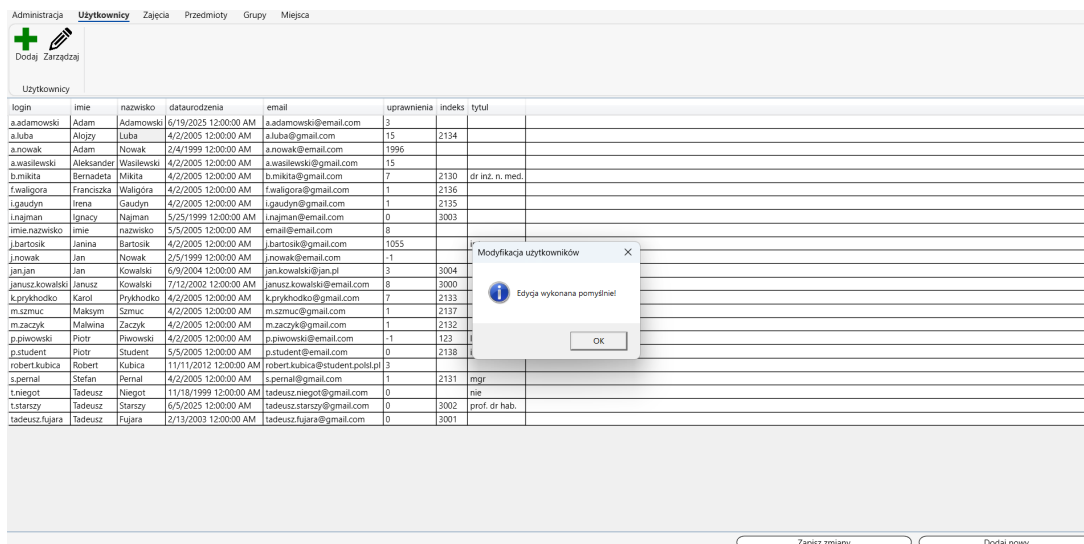 Administracja Użytkownicy Zajęcia Przedmioty Grupy Miejsca
Dodaj Zarządzaj
Użytkownicy
login imie nazwisko dataurodzenia email uprawnienia indeks tytul
a.adamowski Adam Adamowski 6/19/2025 12:00:00 AM a.adamowski@email.com 3
a.luba Alojzy Luba 4/2/2005 12:00:00 AM a.luba@gmail.com 15 2134
a.nowak Adam Nowak 2/4/1999 12:00:00 AM a.nowak@email.com 1996
a.wasilewski Aleksander Wasilewski 4/2/2005 12:00:00 AM a.wasilewski@gmail.com 15
b.mikita Bernadeta Mikita 4/2/2005 12:00:00 AM b.mikita@gmail.com 7 2130 dr inż. n. med.
f.waligora Franciszka Waligóra 4/2/2005 12:00:00 AM f.waligora@gmail.com 1 2136
i.gaudyn Irena Gaudyn 4/2/2005 12:00:00 AM i.gaudyn@gmail.com 1 2135
i.najman Ignacy Najman 5/25/1999 12:00:00 AM i.najman@email.com 0 3003
imie.nazwisko imie nazwisko 5/5/2005 12:00:00 AM email@email.com 8
j.bartosik Janina Bartosik 4/2/2005 12:00:00 AM j.bartosik@gmail.com 1055
j.nowak Jan Nowak 2/5/1999 12:00:00 AM j.nowak@email.com -1
jan.jan Jan Kowalski 6/9/2004 12:00:00 AM jan.kowalski@jan.pl 3 3004
janusz.kowalski Janusz Kowalski 7/12/2002 12:00:00 AM janusz.kowalski@email.com 8 3000
k.prykhodko Karol Prykhodko 4/2/2005 12:00:00 AM k.prykhodko@gmail.com 7 2133
m.szmuc Maksym Szmuc 4/2/2005 12:00:00 AM m.szmuc@gmail.com 1 2137
m.zaczyk Malwina Zaczyk 4/2/2005 12:00:00 AM m.zaczyk@gmail.com 1 2132
p.piwowski Piotr Piwowski 4/2/2005 12:00:00 AM p.piwowski@email.com -1 123
p.student Piotr Student 5/5/2005 12:00:00 AM p.student@email.com 0 2138
robert.kubica Robert Kubica 11/11/2012 12:00:00 AM robert.kubica@student.polsl.pl 3
s.pernal Stefan Pernal 4/2/2005 12:00:00 AM s.pernal@gmail.com 1 2131 mgr
t.niegot Tadeusz Niegot 11/18/1999 12:00:00 AM tadeusz.niegot@gmail.com 0 nie
t.starszy Tadeusz Starszy 6/5/2025 12:00:00 AM tadeusz.starszy@gmail.com 0 3002 prof. dr hab.
tadeusz.fujara Tadeusz Fujara 2/13/2003 12:00:00 AM tadeusz.fujara@gmail.com 0 3001
Modyfikacja użytkowników
Edycja wykonana pomyślnie!
OK
Zapisz zmiany Dodaj nowy